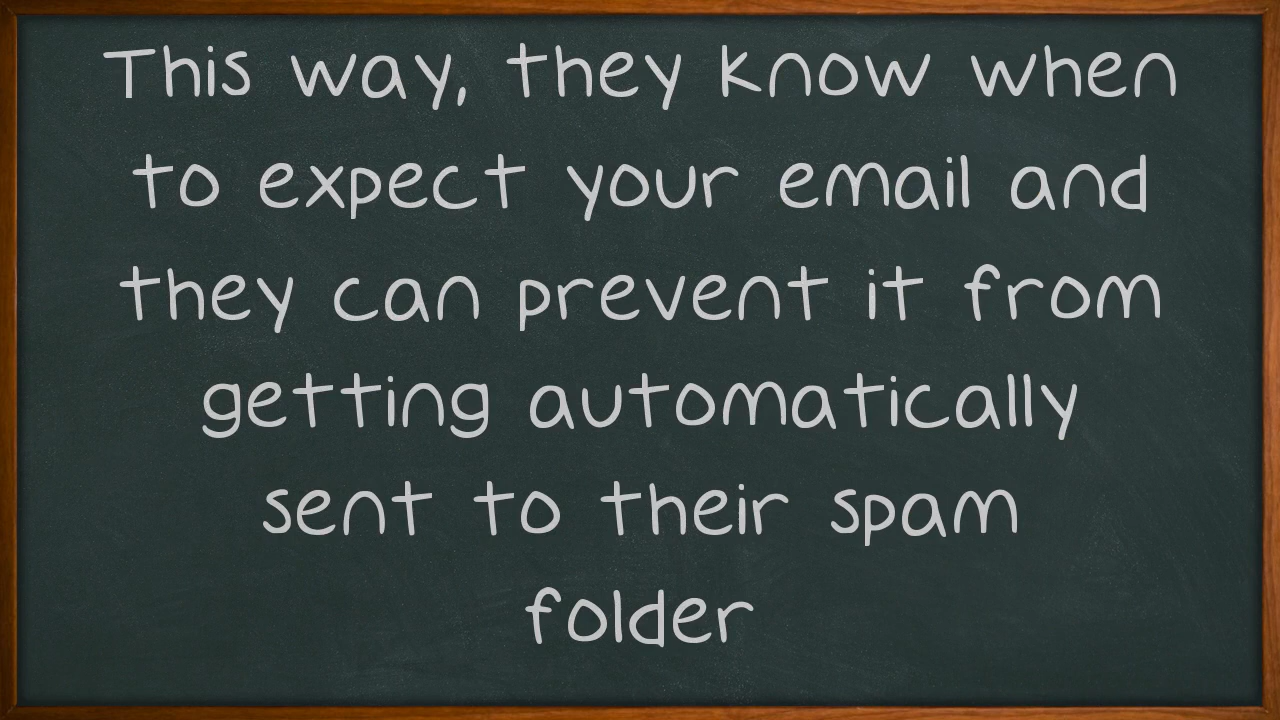 This way, they know when
to expect your email and
they can prevent it from
getting automatically
sent to their spam
folder